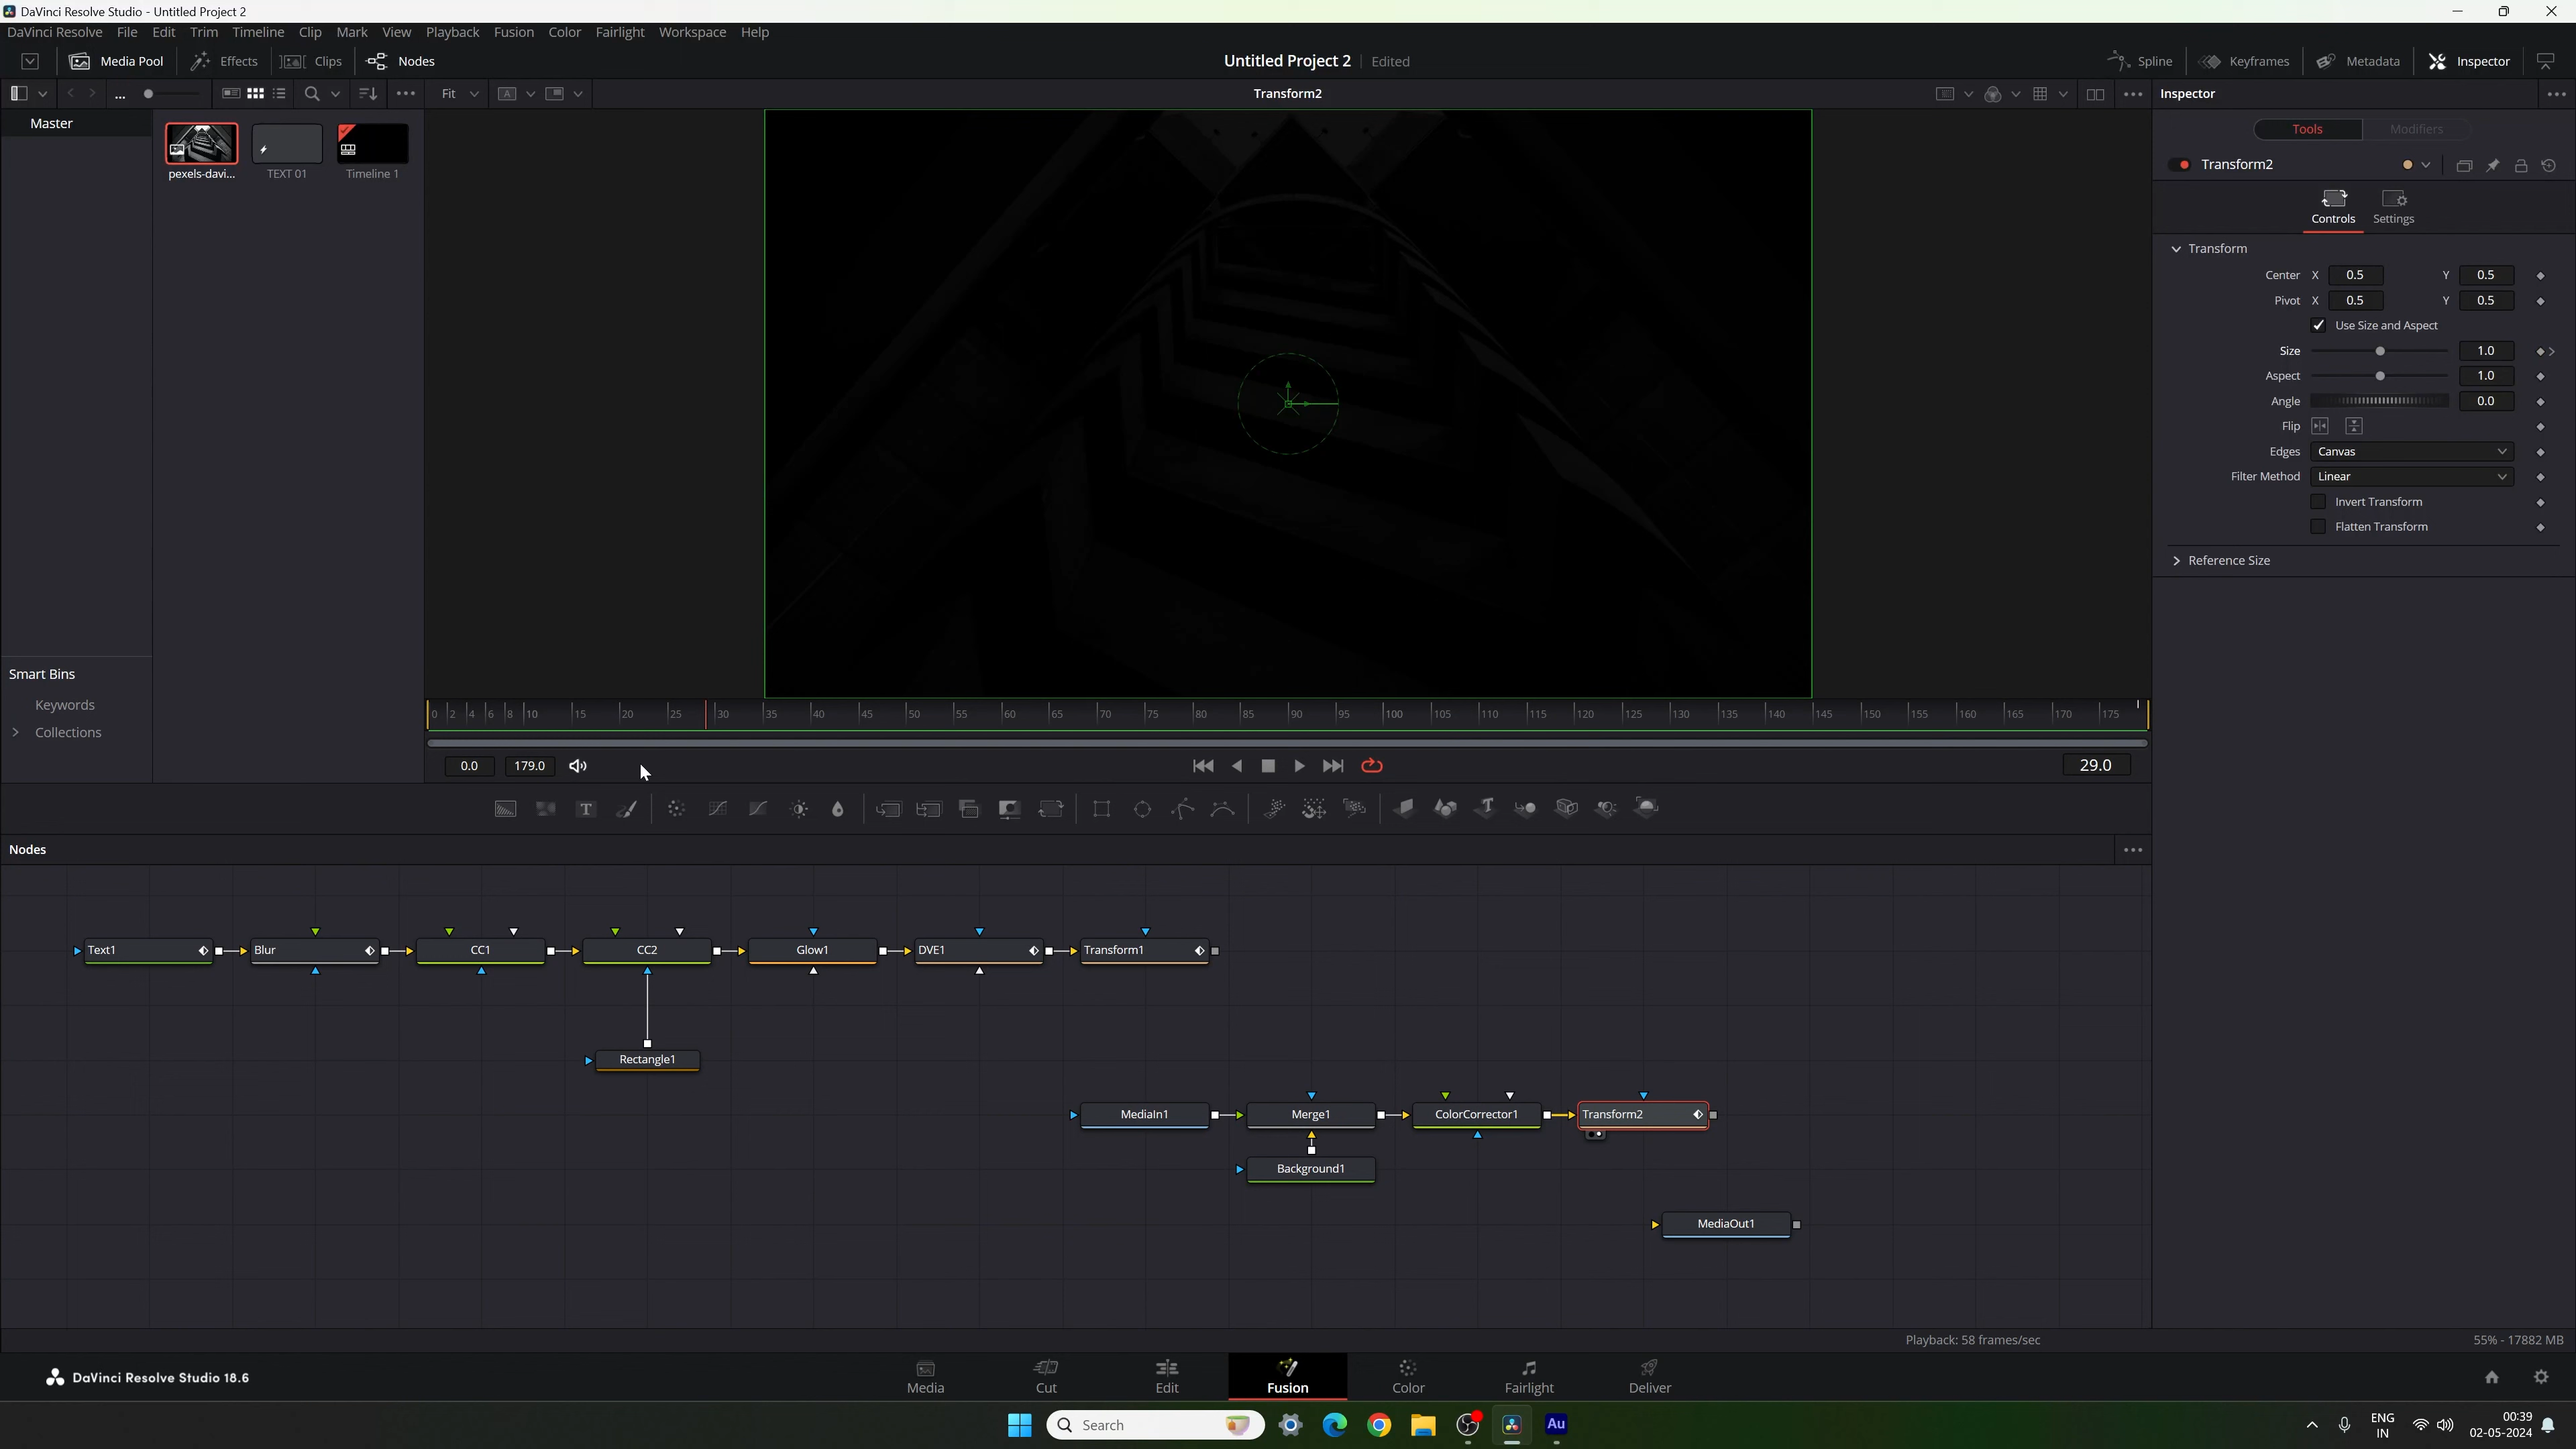 DaVinci Resolve Studio - Untitled Project 2
DaVinci Resolve File Edit Trim Timeline Clip Mark View Playback Fusion Color Fairlight Workspace Help
Media Pool Effects Clips Nodes Untitled Project 2 Edited Spline Keyframes Metadata Inspector
... Fit A Transform2 Inspector
Master
pexels-davi... TEXT 01 Timeline 1
Tools Modifiers
Transform2
Controls Settings
Transform
Center X 0.5 Y 0.5
Pivot X 0.5 Y 0.5
Use Size and Aspect
Size 1.0
Aspect 1.0
Angle 0.0
Flip
Edges Canvas
Filter Method Linear
Invert Transform
Flatten Transform
Reference Size
Smart Bins
Keywords
Collections
0 2 4 6 8 10 15 20 25 30 35 40 45 50 55 60 65 70 75 80 85 90 95 100 105 110 115 120 125 130 135 140 145 150 155 160 165 170 175
0.0 179.0 29.0
T T
Nodes
Text1 Blur CC1 CC2 Glow1 DVE1 Transform1
Rectangle1
MediaIn1 Merge1 ColorCorrector1 Transform2
Background1
MediaOut1
Playback: 58 frames/sec 55% - 17882 MB
DaVinci Resolve Studio 18.6
Media Cut Edit Fusion Color Fairlight Deliver
Search Au
ENG
IN
00:39
02-05-2024